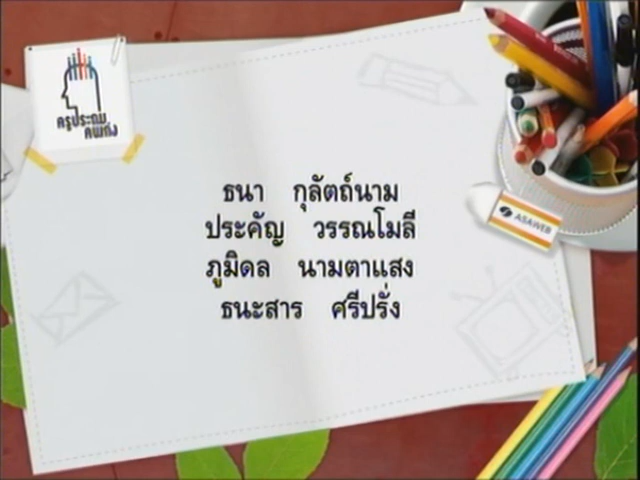 ครูประถม
คนเก่ง
ธนา กุลัตถ์นาม
ประคัญ วรรณโมลี
ภูมิดล นามตาแสง
ธนะสาร ศรีปรั่ง
ASAWEB